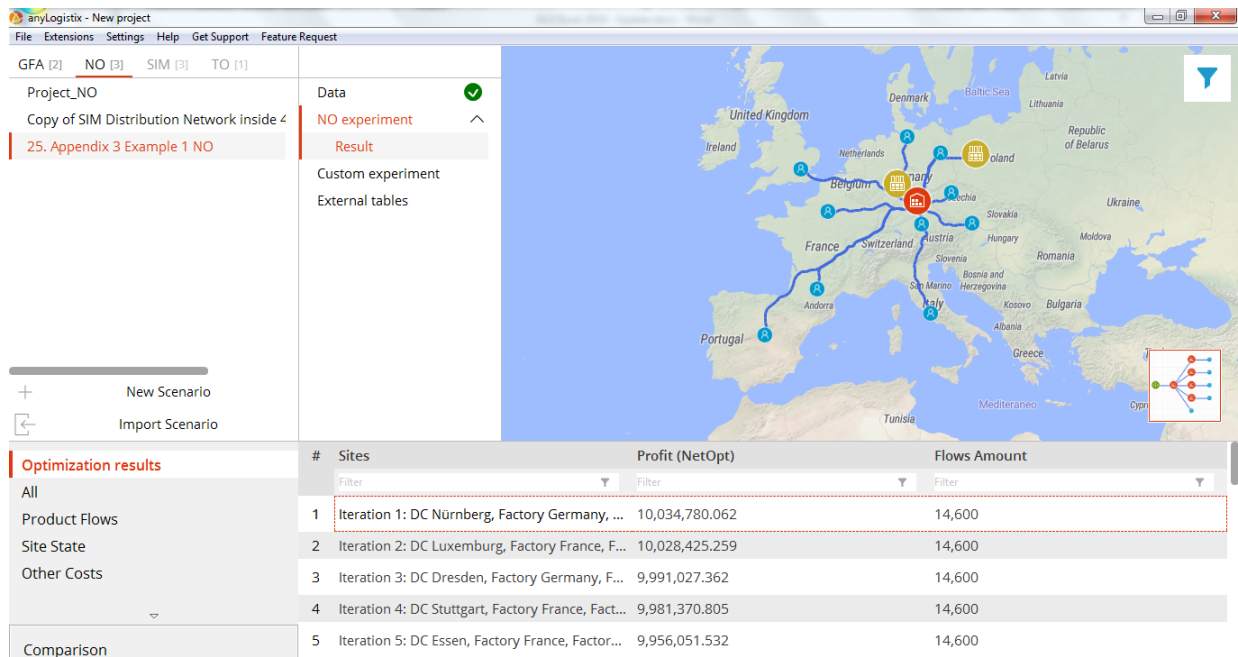 anyLogistix - New project
File Extensions Settings Help Get Support Feature Request
GFA [2] NO [3] SIM [3] TO [1]
Project_NO
Copy of SIM Distribution Network inside 4
25. Appendix 3 Example 1 NO
New Scenario
Import Scenario
Data
NO experiment
Result
Custom experiment
External tables
Latvia
Denmark
Baltic Sea
Lithuania
United Kingdom
Republic
of Belarus
Ireland
Netherlands
oland
Belgium
many
Czechia
Ukraine
Slovakia
France
Switzerland
Austria
Hungary
Moldova
Slovenia
Romania
Bosnia and
Herzegovina
San Marino
Andorra
Italy
Kosovo
Bulgaria
Albania
Portugal
Greece
Mediteraneo
Cypr
Tunisia
Optimization results
All
Product Flows
Site State
Other Costs
Comparison
# Sites Profit (NetOpt) Flows Amount
Filter Filter Filter
1 Iteration 1: DC Nürnberg, Factory Germany, ... 10,034,780.062 14,600
2 Iteration 2: DC Luxemburg, Factory France, F... 10,028,425.259 14,600
3 Iteration 3: DC Dresden, Factory Germany, F... 9,991,027.362 14,600
4 Iteration 4: DC Stuttgart, Factory France, Fact... 9,981,370.805 14,600
5 Iteration 5: DC Essen, Factory France, Factor... 9,956,051.532 14,600